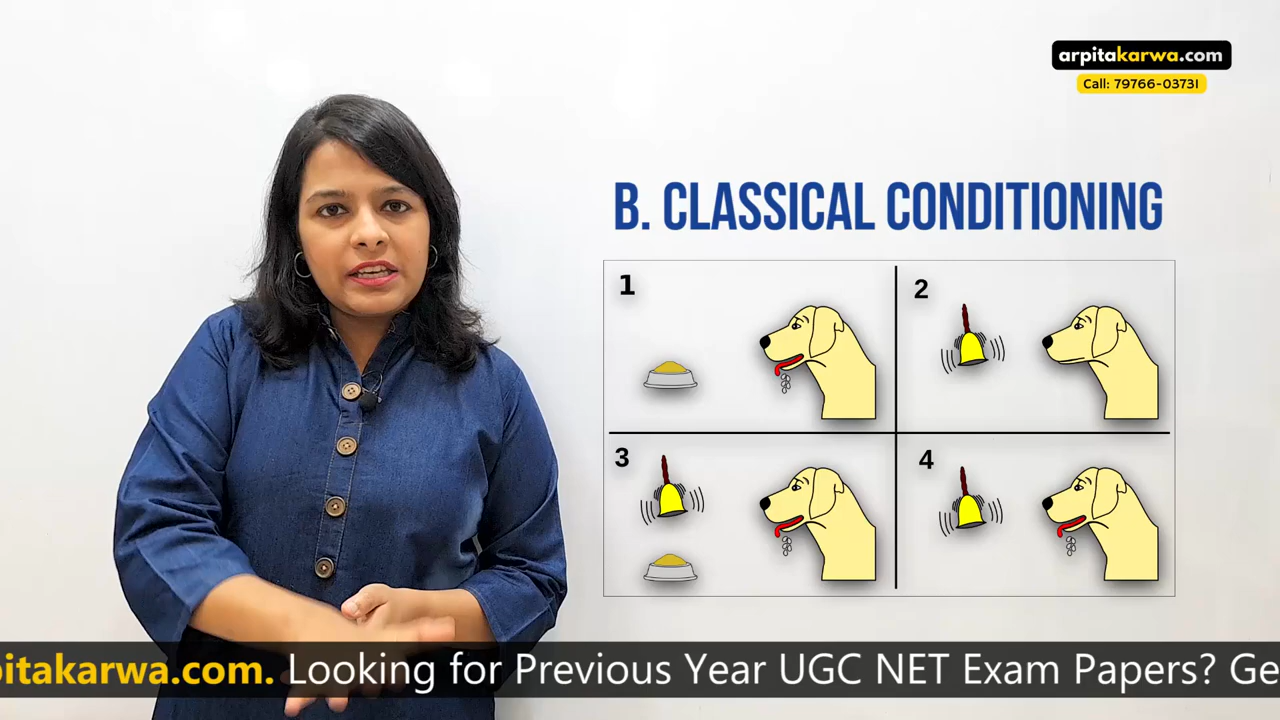 arpitakarwa.com
Call: 79766-03731
B. CLASSICAL CONDITIONING
1
2
3
4
pitakarwa.com. Looking for Previous Year UGC NET Exam Papers? Ge